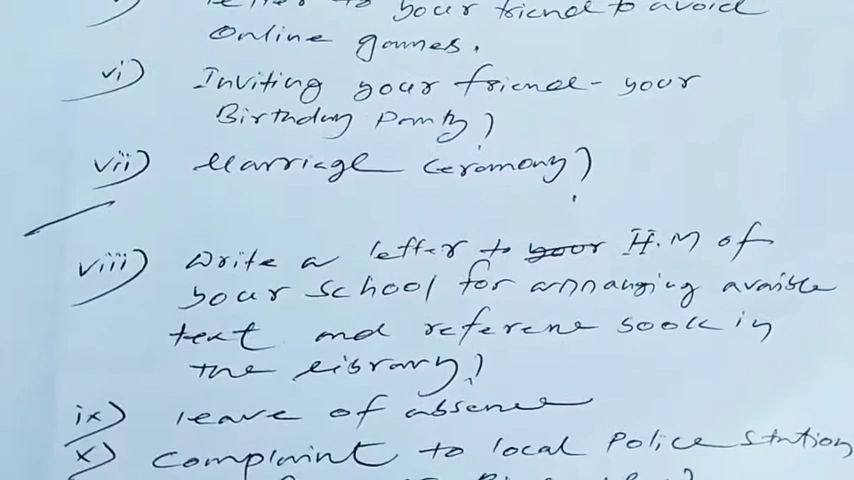 letter to your friend to avoid
Online games.
vi) Inviting your friend - your
Birthday Party)
vii) Marriage Ceremony)
viii) Write a letter to your H.M of
your school for arranging
text and reference book in
the library)
ix) leave of absence
x) Complaint to local Police Station